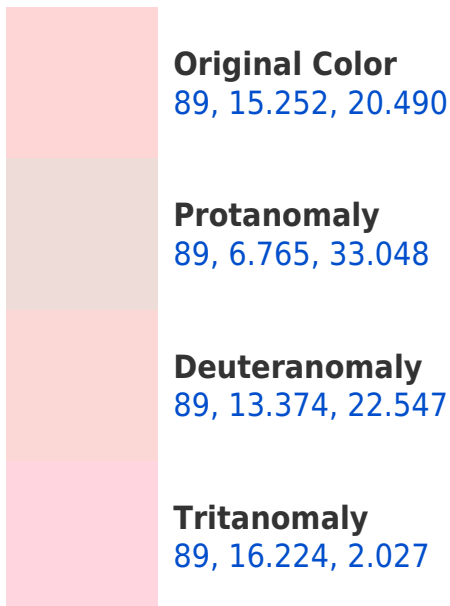 Original Color
89, 15.252, 20.490
Protanomaly
89, 6.765, 33.048
Deuteranomaly
89, 13.374, 22.547
Tritanomaly
89, 16.224, 2.027